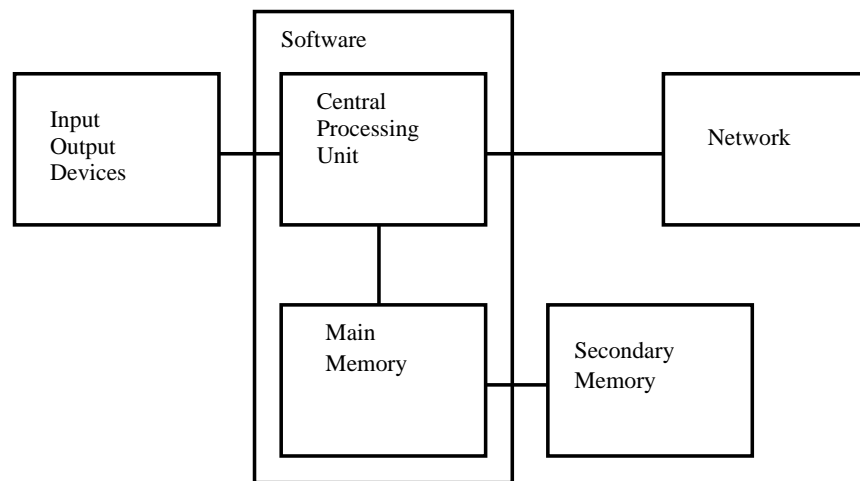 Software
Input
Output
Devices
Central
Processing
Unit
Network
Main
Memory
Secondary
Memory